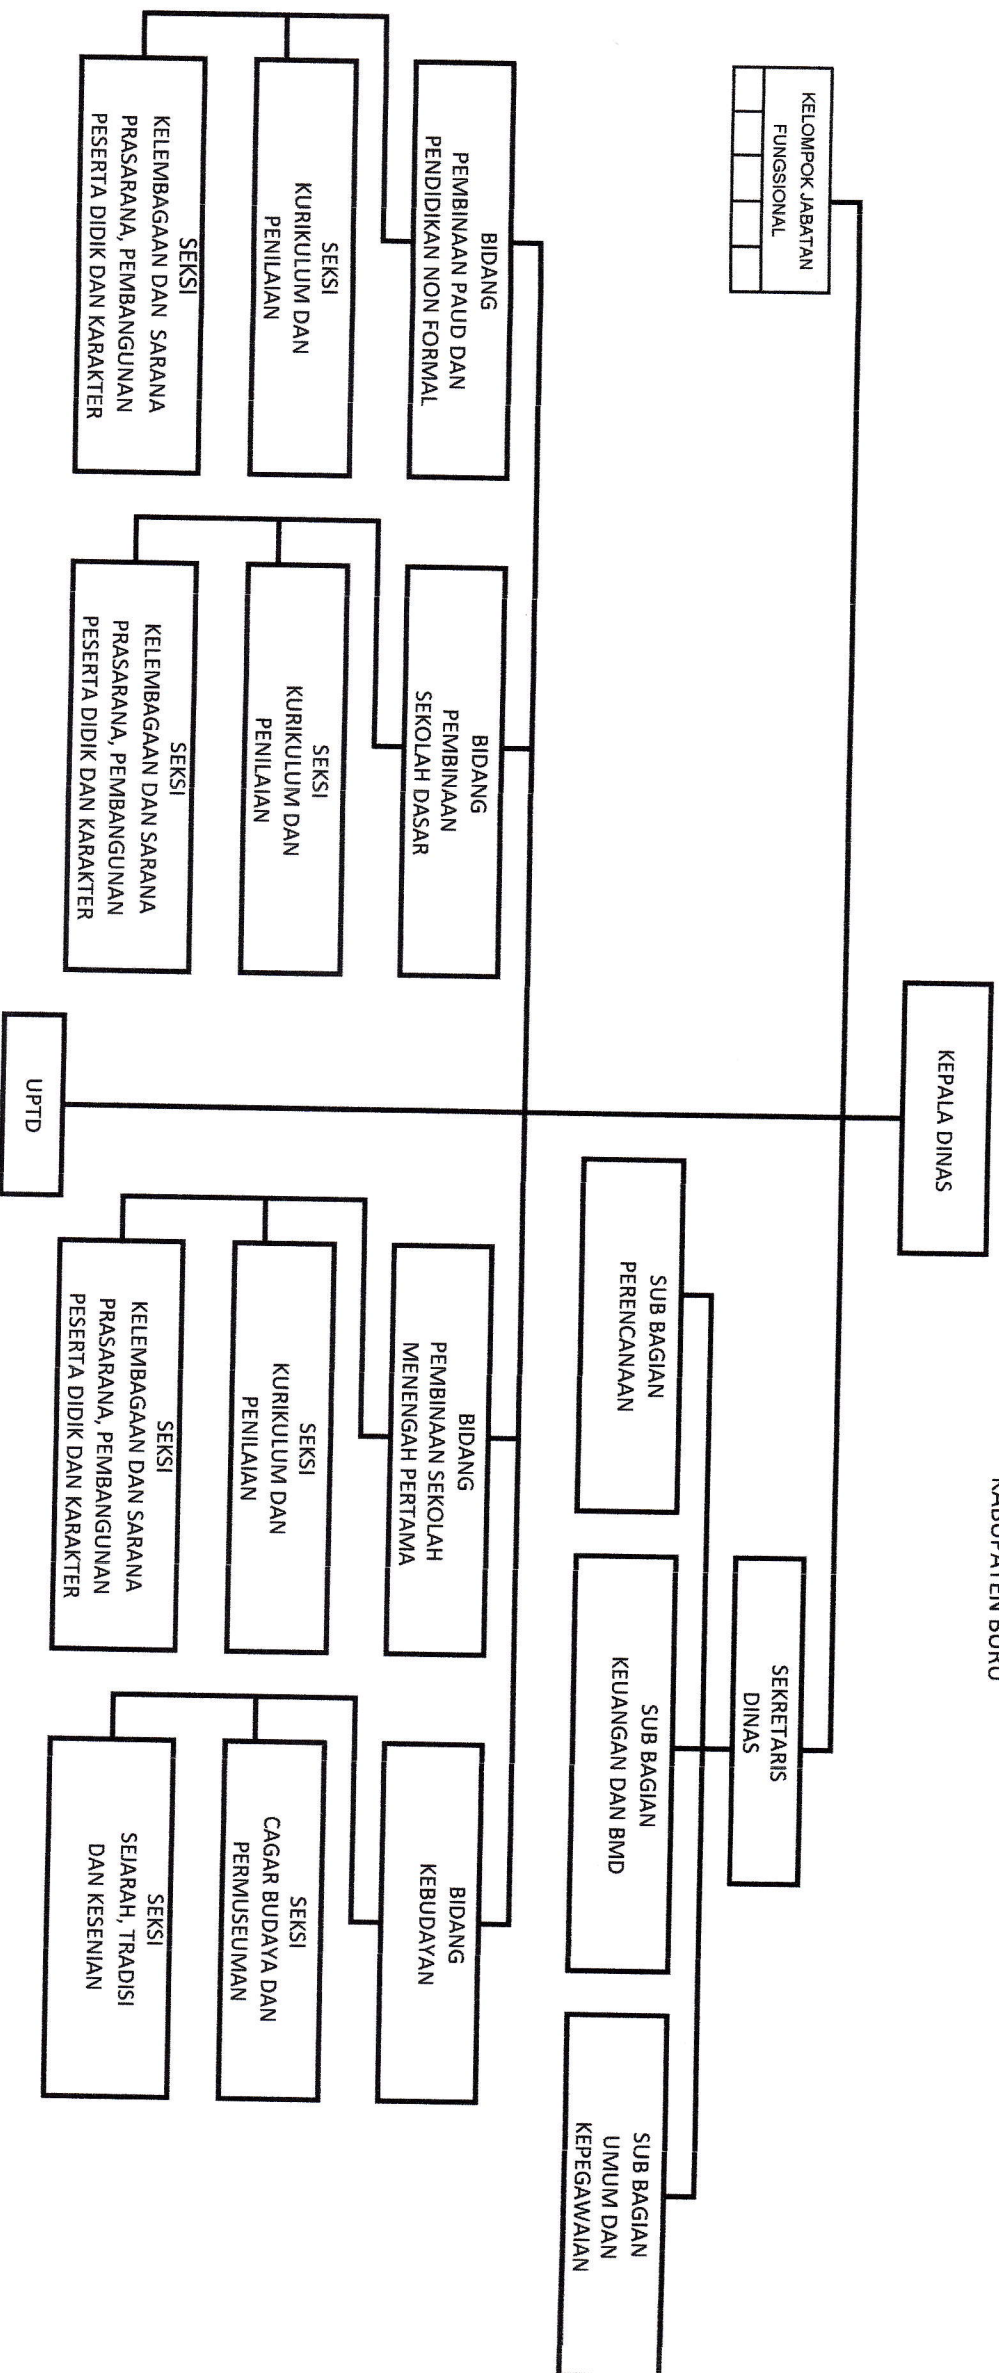 KABUPATEN BURU
KEPALA DINAS
KELOMPOK JABATAN
FUNGSIONAL
SEKRETARIS
DINAS
SUB BAGIAN
PERENCANAAN
SUB BAGIAN
KEUANGAN DAN BMD
SUB BAGIAN
UMUM DAN
KEPEGAWAIAN
BIDANG
PEMBINAAN PAUD DAN
PENDIDIKAN NON FORMAL
BIDANG
PEMBINAAN
SEKOLAH DASAR
BIDANG
PEMBINAAN SEKOLAH
MENENGAH PERTAMA
BIDANG
KEBUDAYAN
SEKSI
KURIKULUM DAN
PENILAIAN
SEKSI
KURIKULUM DAN
PENILAIAN
SEKSI
KURIKULUM DAN
PENILAIAN
SEKSI
CAGAR BUDAYA DAN
PERMUSEUMAN
SEKSI
KELEMBAGAAN DAN SARANA
PRASARANA, PEMBANGUNAN
PESERTA DIDIK DAN KARAKTER
SEKSI
KELEMBAGAAN DAN SARANA
PRASARANA, PEMBANGUNAN
PESERTA DIDIK DAN KARAKTER
SEKSI
KELEMBAGAAN DAN SARANA
PRASARANA, PEMBANGUNAN
PESERTA DIDIK DAN KARAKTER
SEKSI
SEJARAH, TRADISI
DAN KESENIAN
UPTD